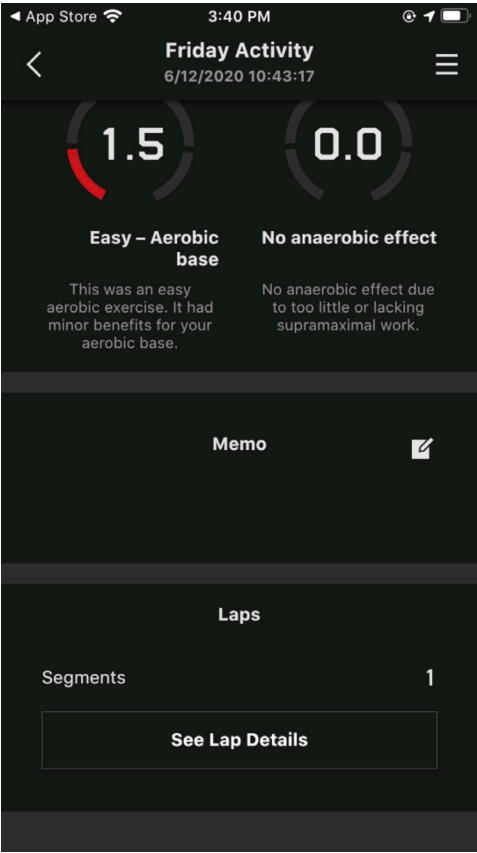 App Store 3:40 PM
Friday Activity
6/12/2020 10:43:17
1.5 0.0
Easy – Aerobic
base
No anaerobic effect
This was an easy
aerobic exercise. It had
minor benefits for your
aerobic base.
No anaerobic effect due
to too little or lacking
supramaximal work.
Memo
Laps
Segments 1
See Lap Details